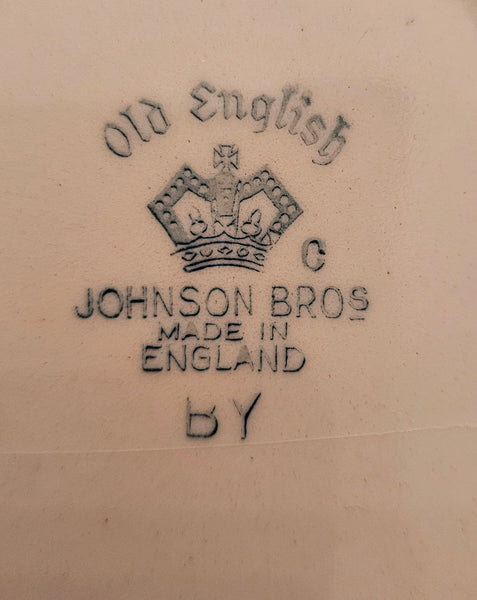 Old English
C
JOHNSON BROS
MADE IN
ENGLAND
BY